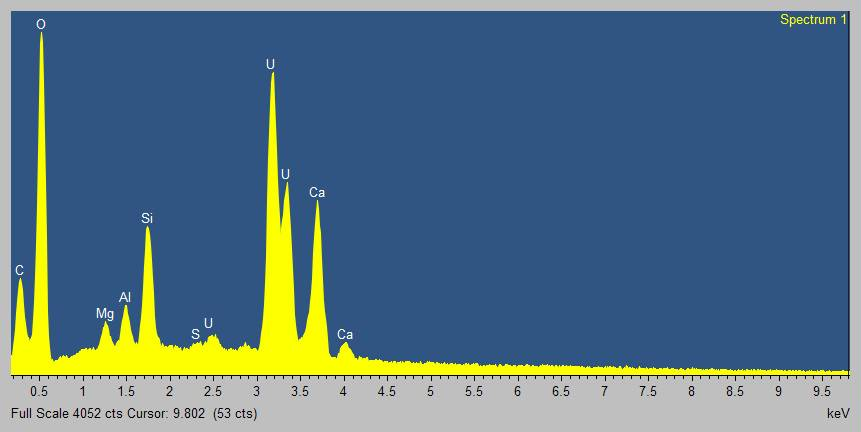 Spectrum 1
O
U
U
Ca
Si
C
Al
Mg
S
U
Ca
0.5 1 1.5 2 2.5 3 3.5 4 4.5 5 5.5 6 6.5 7 7.5 8 8.5 9 9.5
Full Scale 4052 cts Cursor: 9.802 (53 cts) keV